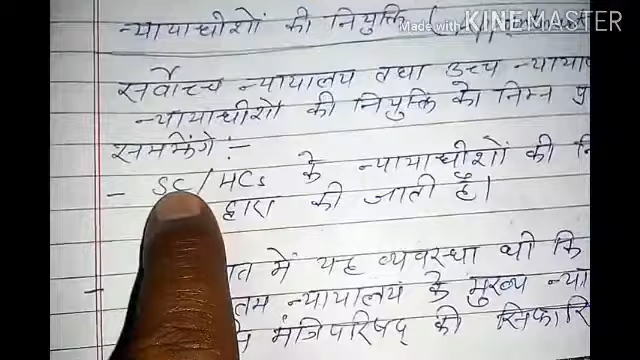 न्यायाधीशों की नियुक्ति
Made with KINEMASTER
सर्वोच्च न्यायालय तथा उच्च
न्यायाधीशों की नियुक्ति को निम्न
समझेंगे:-
- SC/HCs के न्यायाधीशों की
द्वारा की जाती है।
- में यह व्यवस्था थी कि
न्यायालय के मुख्य
मंत्रिपरिषद् की